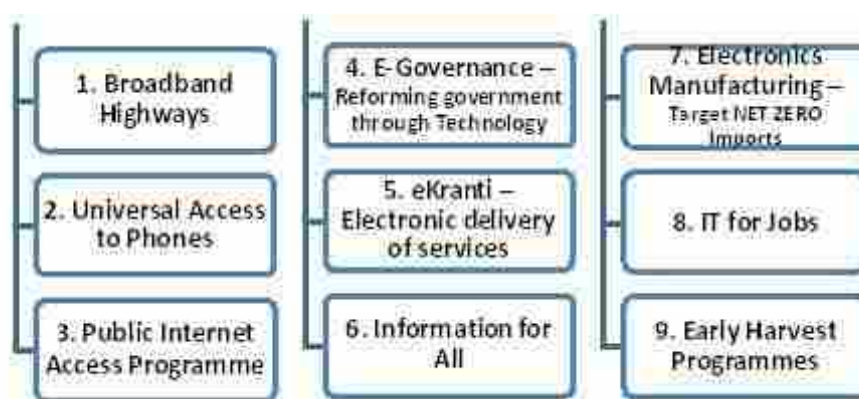 1. Broadband
Highways
2. Universal Access
to Phones
3. Public Internet
Access Programme
4. E-Governance –
Reforming government
through Technology
5. eKranti –
Electronic delivery
of services
6. Information for
All
7. Electronics
Manufacturing –
Target NET ZERO
Imports
8. IT for Jobs
9. Early Harvest
Programmes